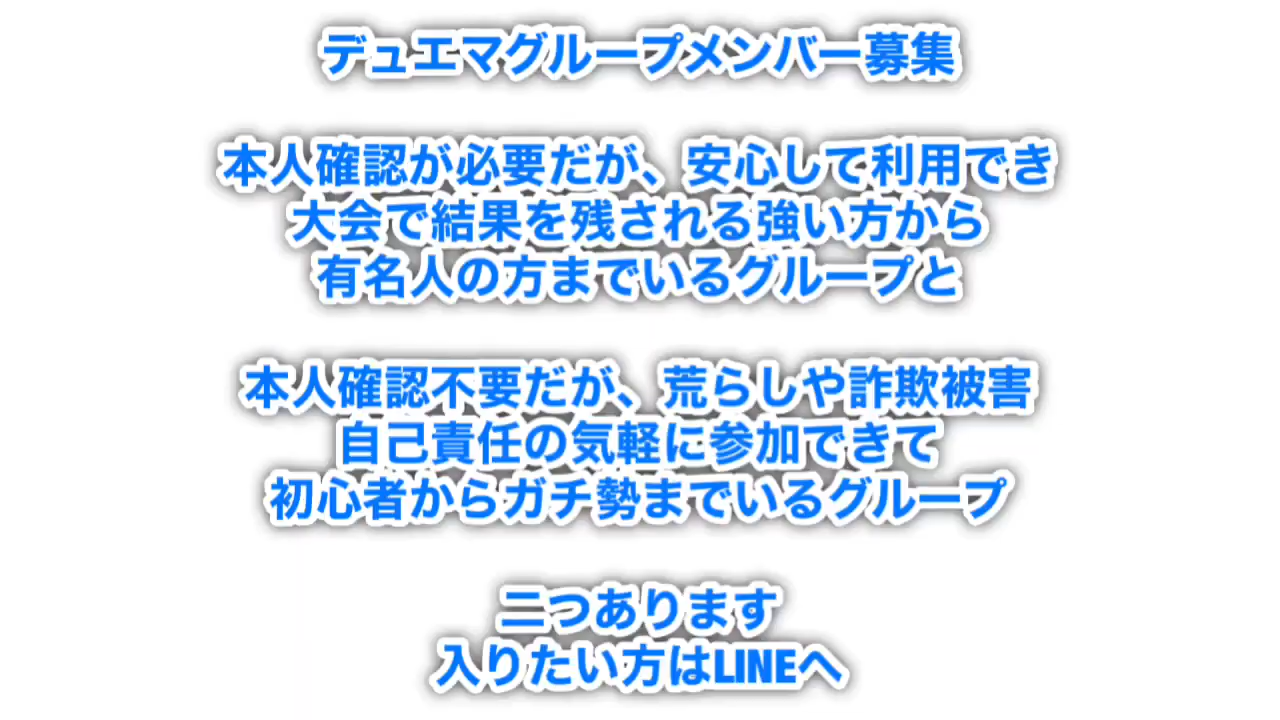 デュエマグループメンバー募集
本人確認が必要だが、安心して利用でき
大会で結果を残される強い方から
有名人の方までいるグループと
本人確認不要だが、荒らしや詐欺被害
自己責任の気軽に参加できて
初心者からガチ勢までいるグループ
二つあります
入りたい方はLINEへ